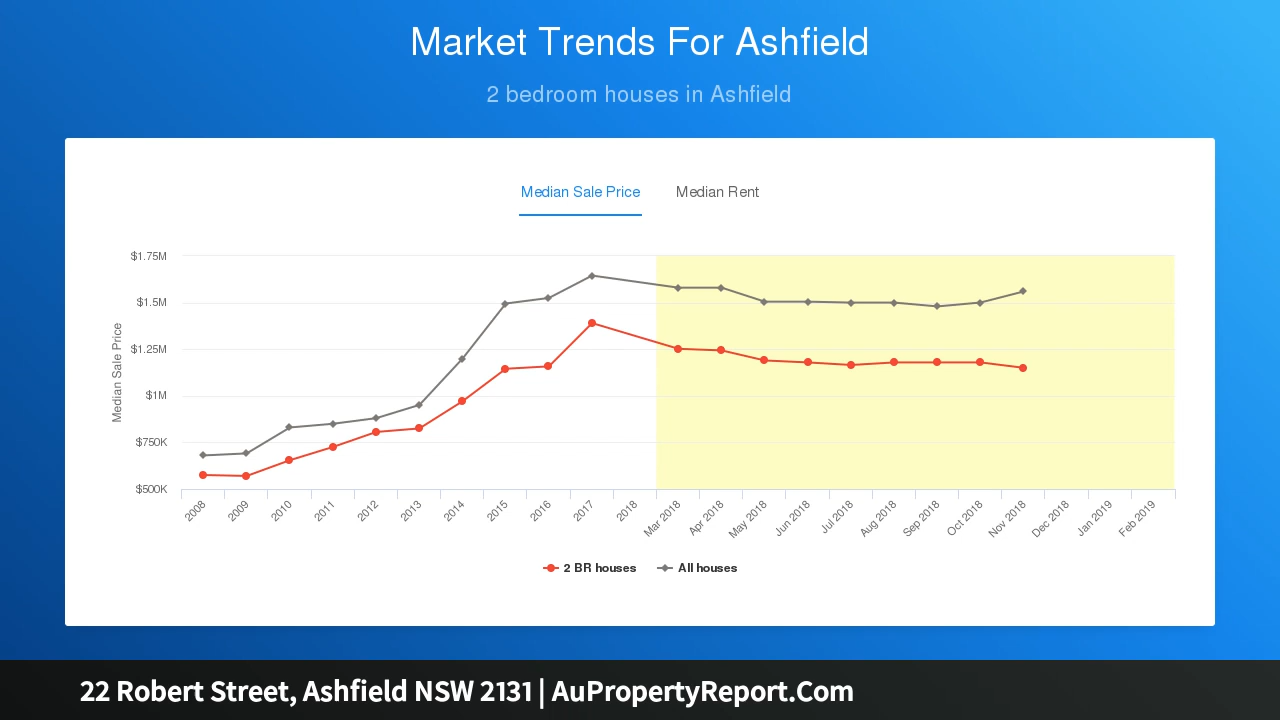 Market Trends For Ashfield
2 bedroom houses in Ashfield
Median Sale Price
Median Rent
$1.75M
$1.5M
$1.25M
$1M
$750K
$500K
Median Sale Price
2008
2009
2010
2011
2012
2013
2014
2015
2016
2017
2018
Mar 2018
Apr 2018
May 2018
Jun 2018
Jul 2018
Aug 2018
Sep 2018
Oct 2018
Nov 2018
Dec 2018
Jan 2019
Feb 2019
2 BR houses
All houses
22 Robert Street, Ashfield NSW 2131 | AuPropertyReport.Com